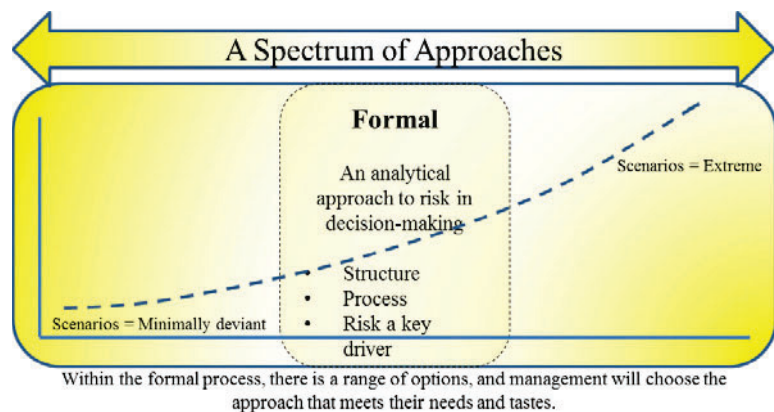 A Spectrum of Approaches
Formal
An analytical
approach to risk in
decision-making
Scenarios = Extreme
• Structure
• Process
• Risk a key
driver
Scenarios = Minimally deviant
Within the formal process, there is a range of options, and management will choose the
approach that meets their needs and tastes.